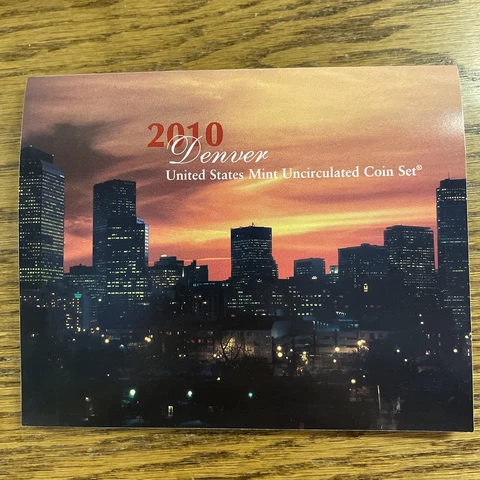 2010
Denver
United States Mint Uncirculated Coin Set®